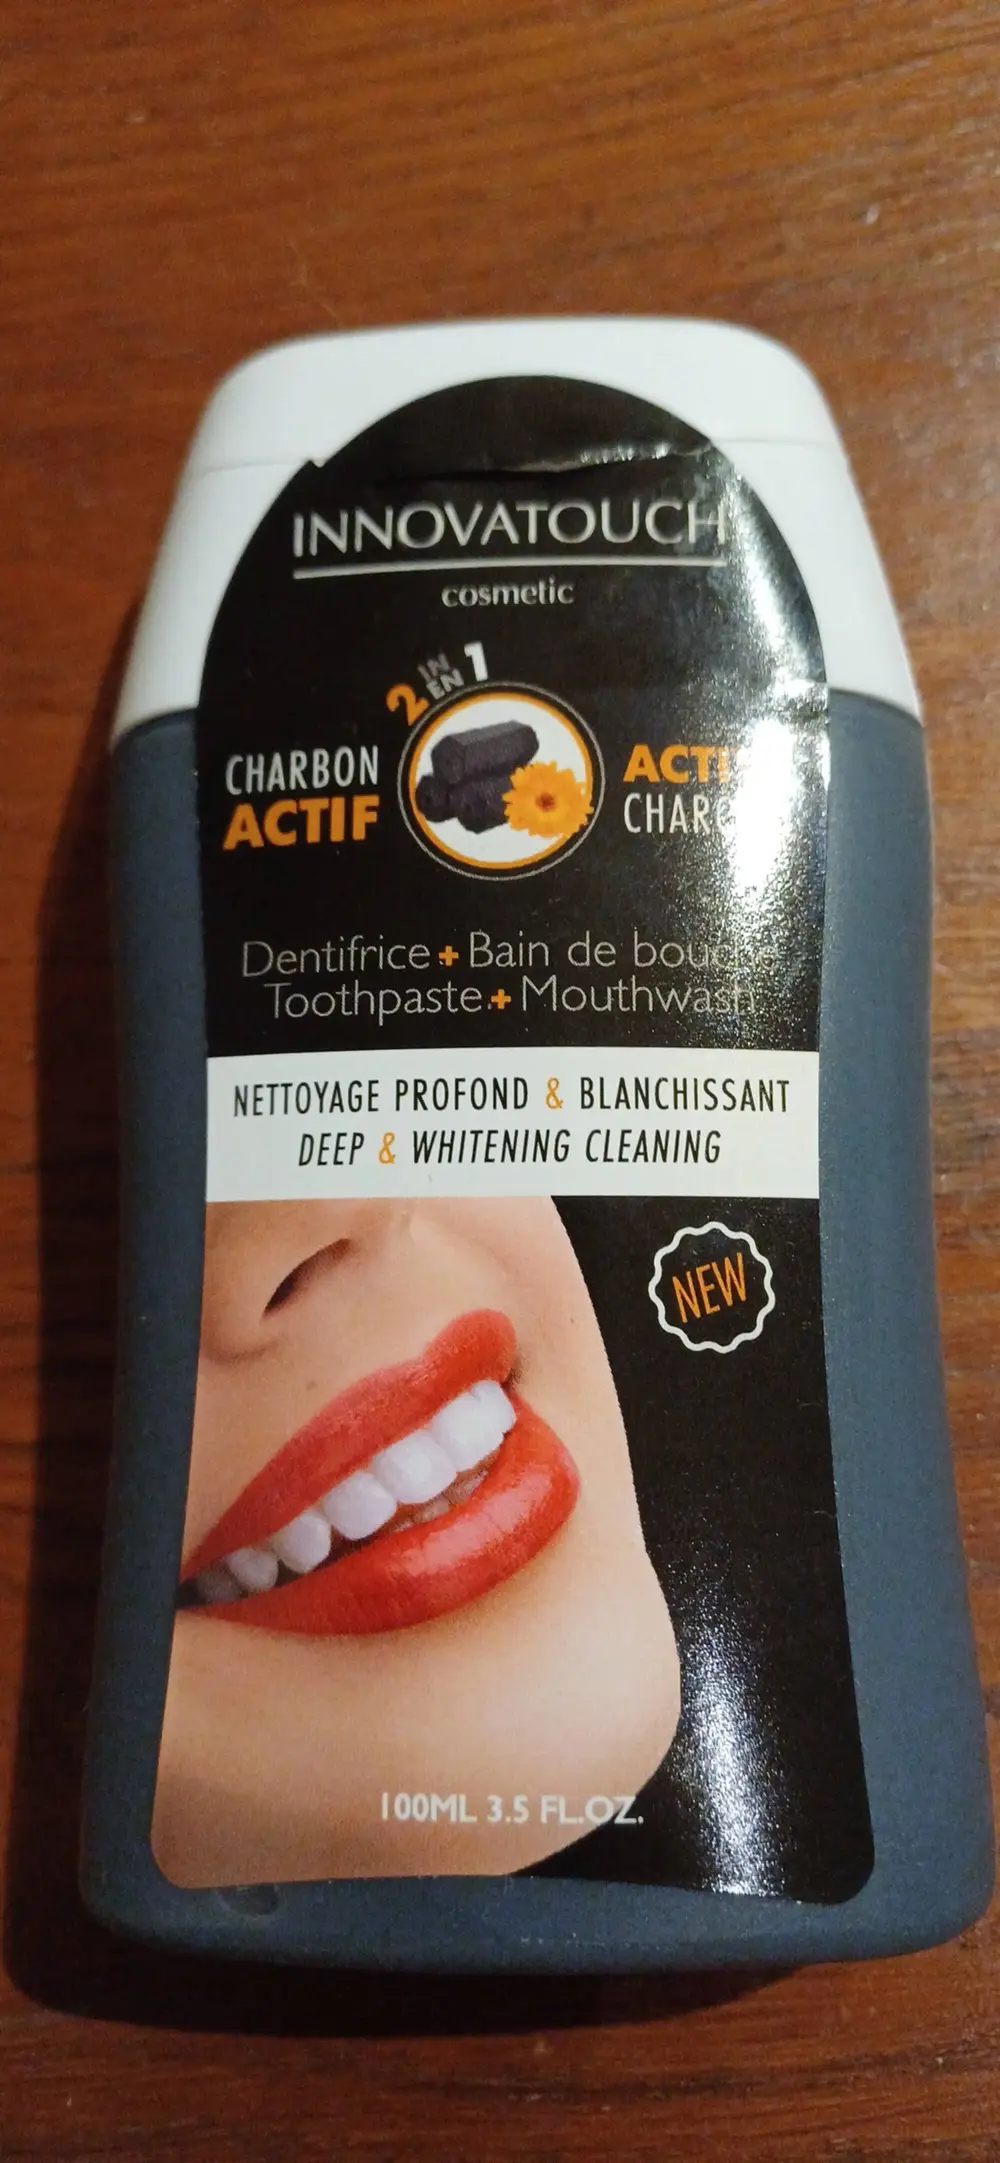 INNOVATOUCH
cosmetic
2 IN EN 1
CHARBON
ACTIF
Dentifrice + Bain de bouche
Toothpaste + Mouthwash
NETTOYAGE PROFOND & BLANCHISSANT
DEEP & WHITENING CLEANING
NEW
100ML 3.5 FL.OZ.